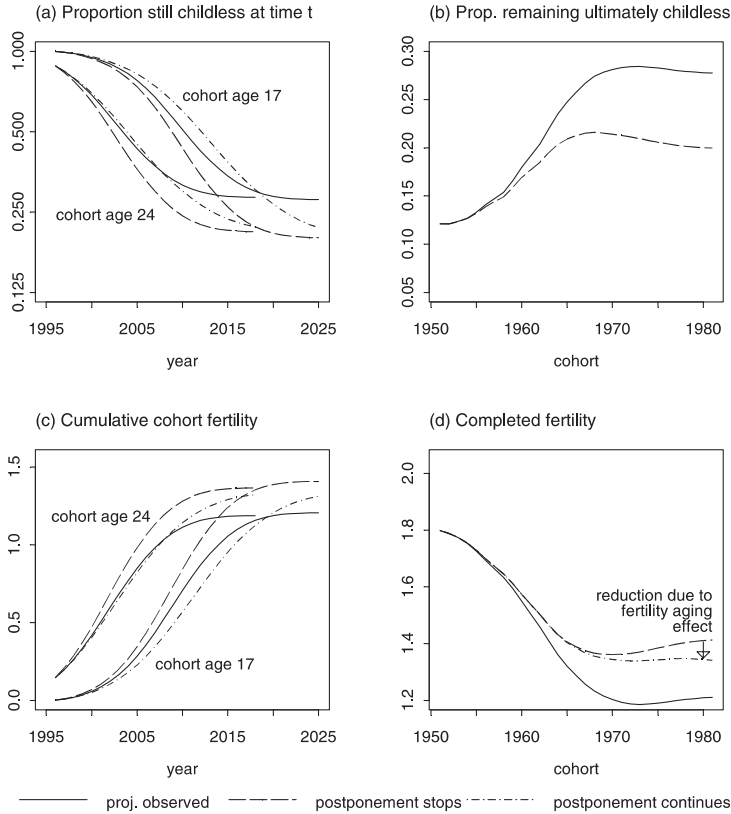 (a) Proportion still childless at time t
1.000
0.500
0.250
0.125
cohort age 17
cohort age 24
1995 2005 2015 2025
year
(b) Prop. remaining ultimately childless
0.30
0.25
0.20
0.15
0.10
0.05
1950 1960 1970 1980
cohort
(c) Cumulative cohort fertility
1.5
1.0
0.5
0.0
cohort age 24
cohort age 17
1995 2005 2015 2025
year
(d) Completed fertility
2.0
1.8
1.6
1.4
1.2
reduction due to
fertility aging
effect
1950 1960 1970 1980
cohort
proj. observed postponement stops postponement continues